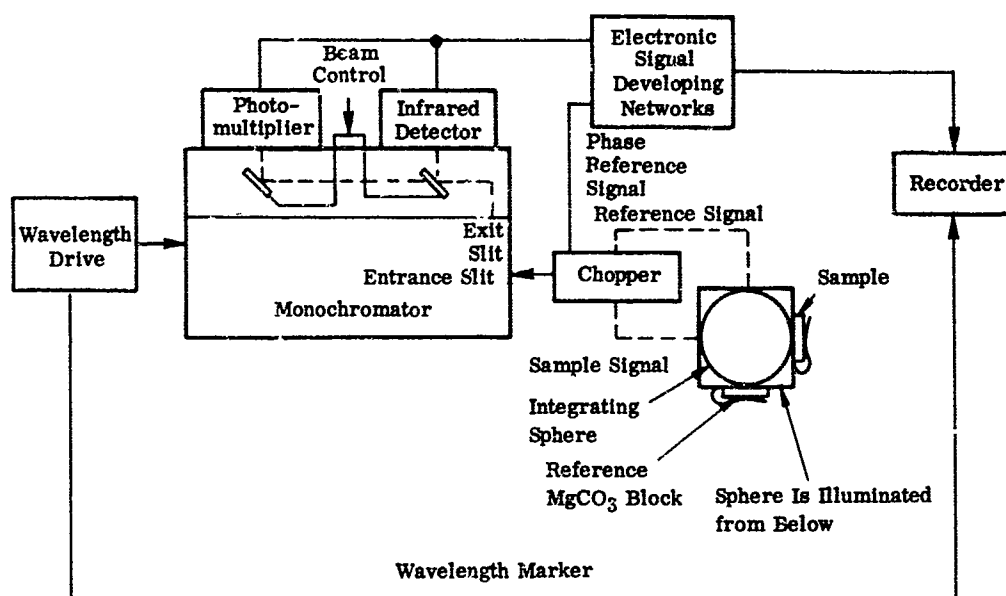 Beam
Control
Electronic
Signal
Developing
Networks
Photo-
multiplier
Infrared
Detector
Phase
Reference
Signal
Recorder
Reference Signal
Wavelength
Drive
Exit
Slit
Entrance Slit
Chopper
Sample
Monochromator
Sample Signal
Integrating
Sphere
Reference
MgCO3 Block
Sphere Is Illuminated
from Below
Wavelength Marker